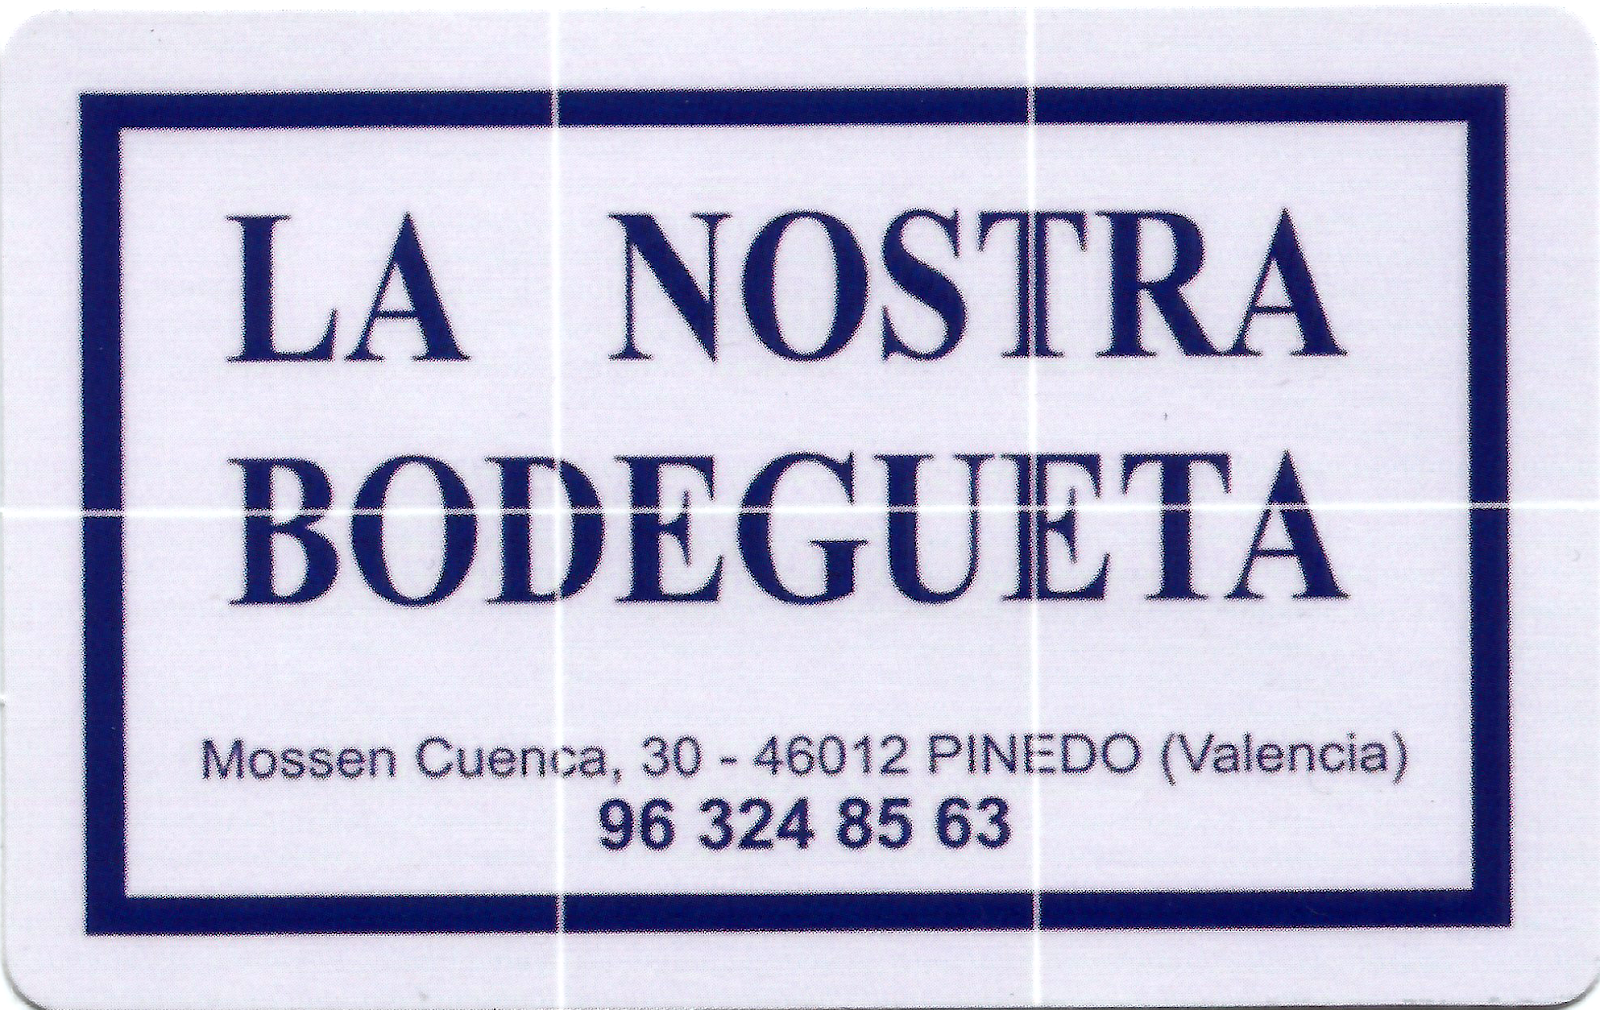 LA NOSTRA
BODEGUETA
Mossen Cuenca, 30 - 46012 PINEDO (Valencia)
96 324 85 63